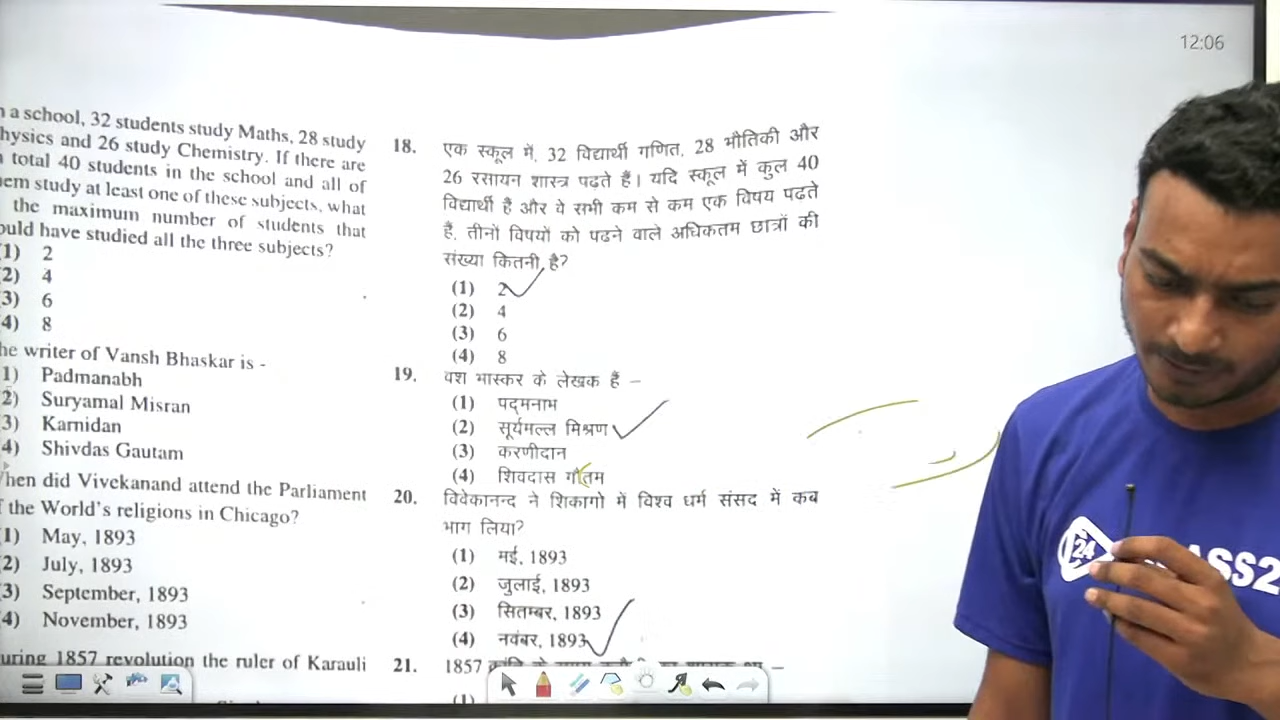 12:06
a school, 32 students study Maths, 28 study
hysics and 26 study Chemistry. If there are
total 40 students in the school and all of
em study at least one of these subjects, what
the maximum number of students that
ould have studied all the three subjects?
1) 2
2) 4
3) 6
4) 8
he writer of Vansh Bhaskar is -
1) Padmanabh
2) Suryamal Misran
3) Karnidan
4) Shivdas Gautam
hen did Vivekanand attend the Parliament
f the World's religions in Chicago?
1) May, 1893
2) July, 1893
3) September, 1893
4) November, 1893
uring 1857 revolution the ruler of Karauli
18. एक स्कूल में, 32 विद्यार्थी गणित, 28 भौतिकी और
26 रसायन शास्त्र पढते हैं। यदि स्कूल में कुल 40
विद्यार्थी हैं और वे सभी कम से कम एक विषय पढते
हैं, तीनों विषयों को पढने वाले अधिकतम छात्रों की
संख्या कितनी है?
(1) 2
(2) 4
(3) 6
(4) 8
19. वंश भास्कर के लेखक हैं –
(1) पद्मनाभ
(2) सूर्यमल्ल मिश्रण
(3) करणीदान
(4) शिवदास गौतम
20. विवेकानन्द ने शिकागो में विश्व धर्म संसद में कब
भाग लिया?
(1) मई, 1893
(2) जुलाई, 1893
(3) सितम्बर, 1893
(4) नवंबर, 1893
21. 1857
(1)
24